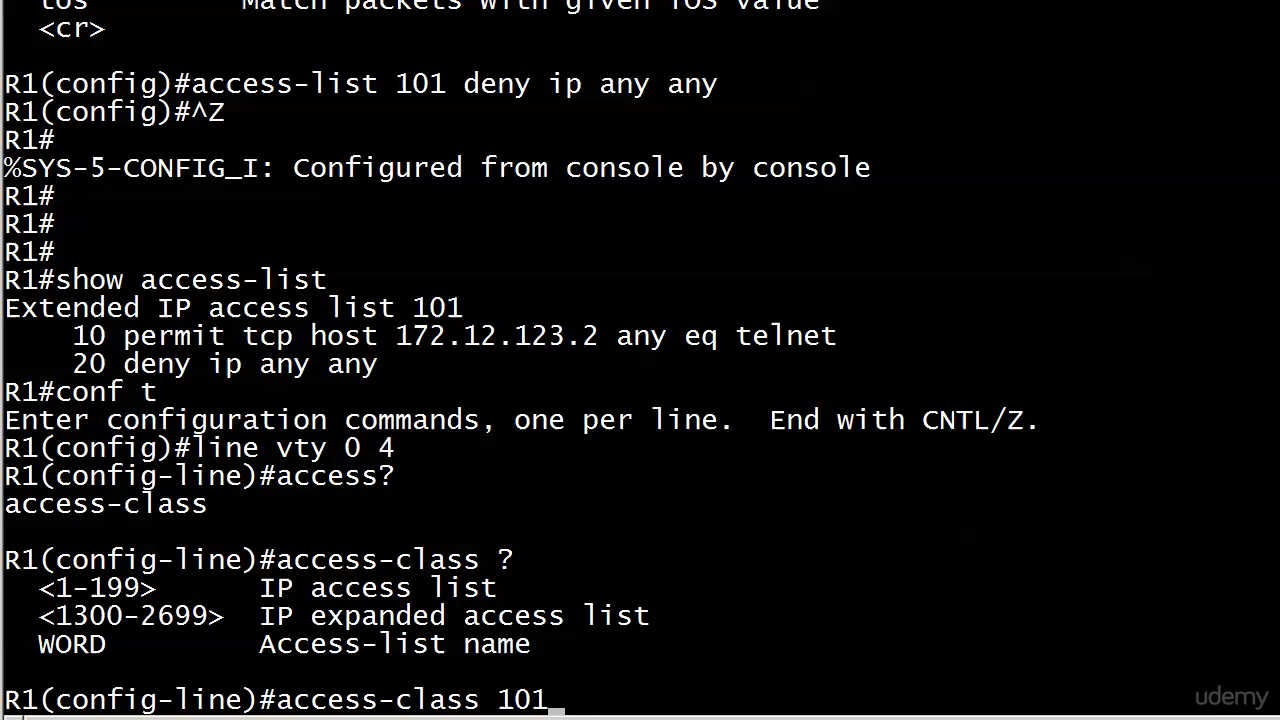 tos Match packets with given TOS value
<cr>
R1(config)#access-list 101 deny ip any any
R1(config)#^Z
R1#
%SYS-5-CONFIG_I: Configured from console by console
R1#
R1#
R1#
R1#show access-list
Extended IP access list 101
10 permit tcp host 172.12.123.2 any eq telnet
20 deny ip any any
R1#conf t
Enter configuration commands, one per line.  End with CNTL/Z.
R1(config)#line vty 0 4
R1(config-line)#access?
access-class
R1(config-line)#access-class ?
<1-199> IP access list
<1300-2699> IP expanded access list
WORD Access-list name
R1(config-line)#access-class 101
udemy